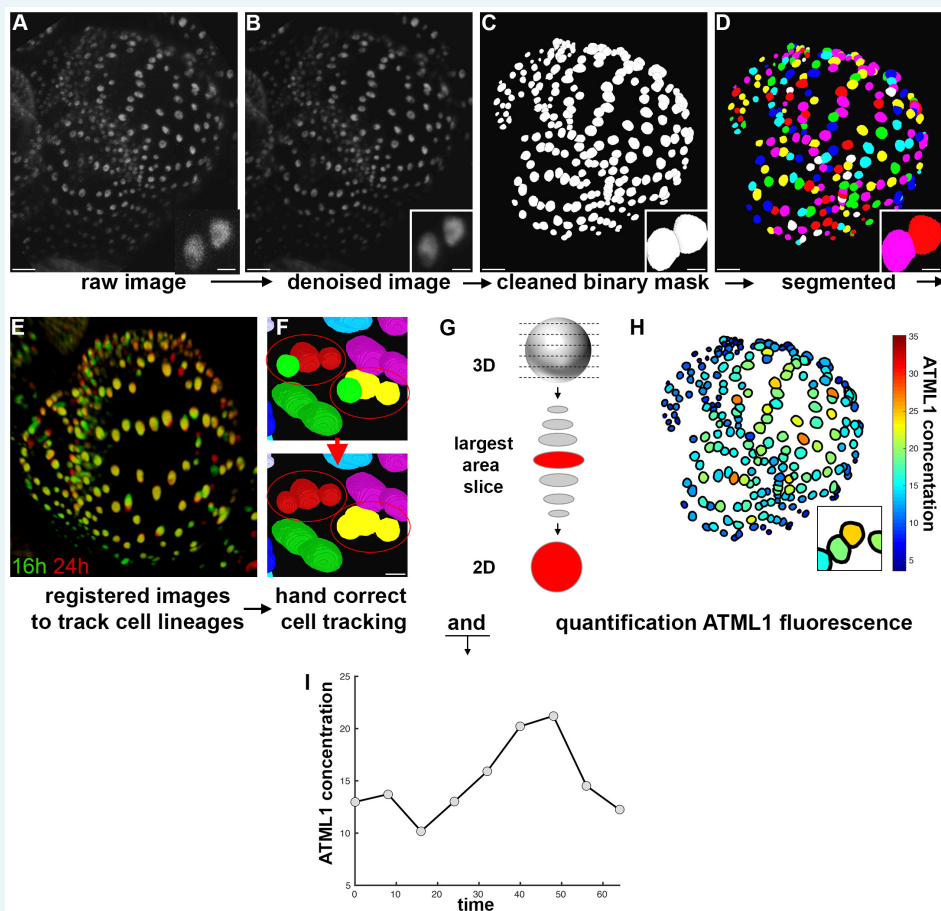 A
B
C
D
raw image
denoised image
cleaned binary mask
segmented
E
16h 24h
F
G
3D
largest
area
slice
2D
H
35
30
25
20
15
10
5
ATML1 concentation
registered images
to track cell lineages
hand correct
cell tracking
and
quantification ATML1 fluorescence
I
25
20
15
10
5
ATML1 concentration
0 10 20 30 40 50 60
time